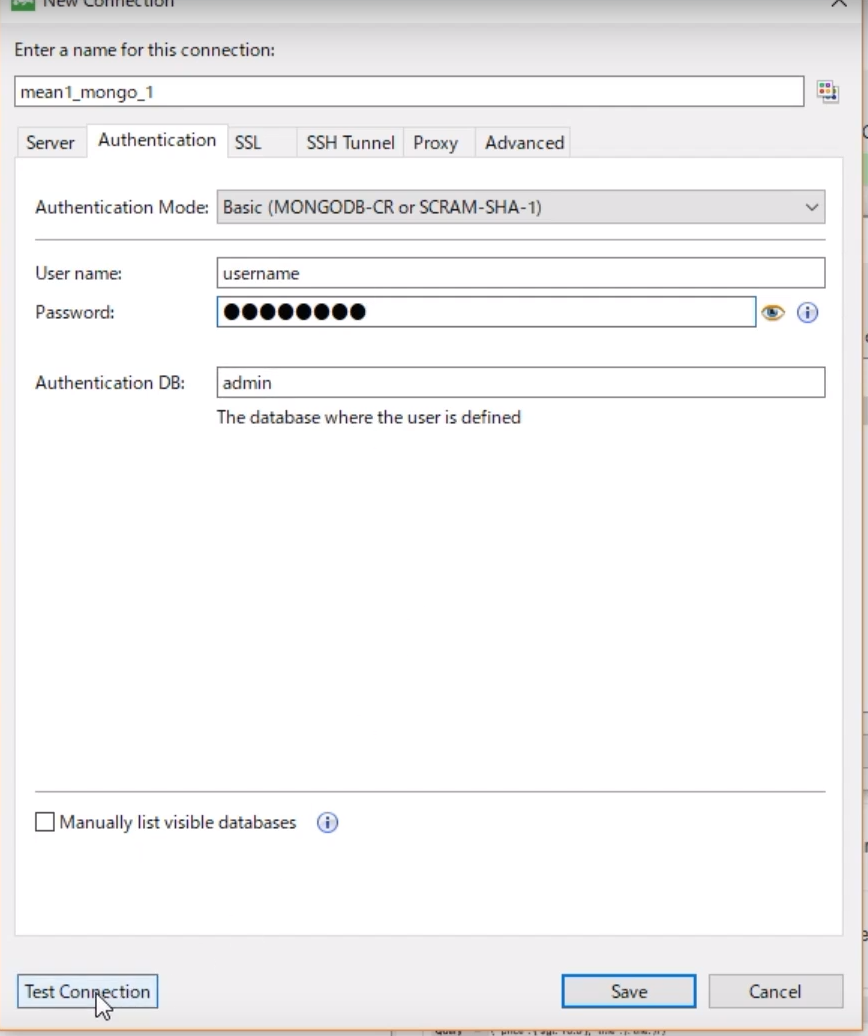 New Connection
Enter a name for this connection:
mean1_mongo_1
Server Authentication SSL SSH Tunnel Proxy Advanced
Authentication Mode: Basic (MONGODB-CR or SCRAM-SHA-1)
User name: username
Password: ●●●●●●●●
Authentication DB: admin
The database where the user is defined
Manually list visible databases
Test Connection Save Cancel